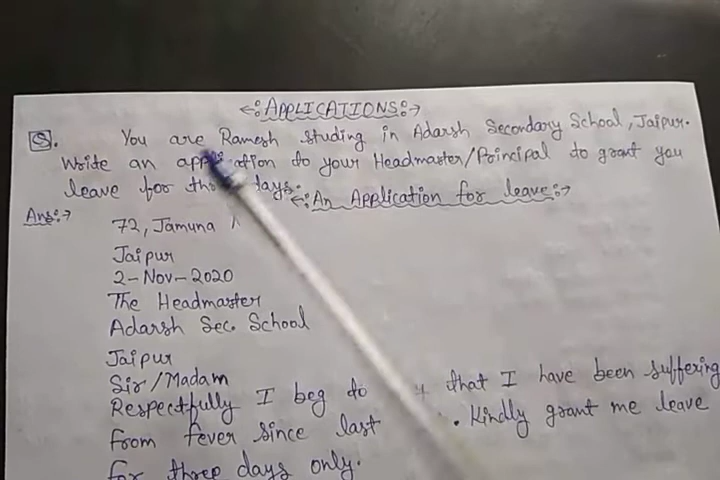 ←:APPLICATIONS:→
Q. You are Ramesh studing in Adarsh Secondary School, Jaipur.
Write an application to your Headmaster/Principal to grant you
leave for days.
←:An Application for leave:→
Ans:→
72, Jamuna
Jaipur
2-Nov-2020
The Headmaster
Adarsh Sec. School
Jaipur
Sir/Madam
Respectfully I beg to that I have been suffering
from fever since last . Kindly grant me leave
for three days only.